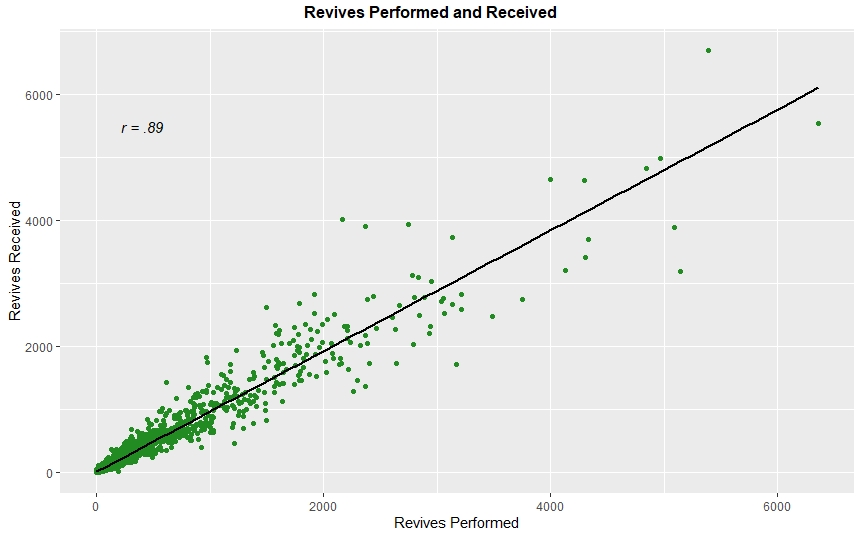 Revives Performed and Received
6000
r = .89
4000
Revives Received
2000
0
0 2000 4000 6000
Revives Performed